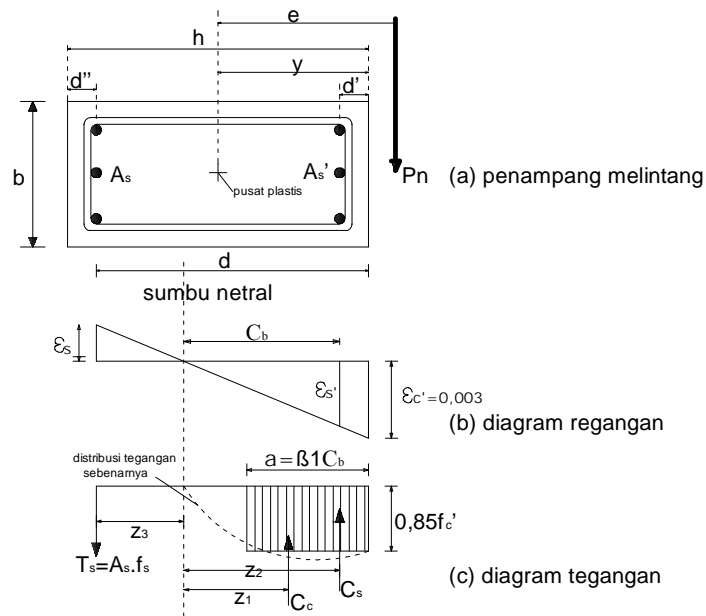 e
h
y
d''
d'
b
As
As'
pusat plastis
Pn
(a) penampang melintang
d
sumbu netral
εs
Cb
εs'
εc'=0,003
(b) diagram regangan
distribusi tegangan
sebenarnya
a=ß1Cb
0,85fc'
z3
Ts=As.fs
z2
z1
Cc
Cs
(c) diagram tegangan